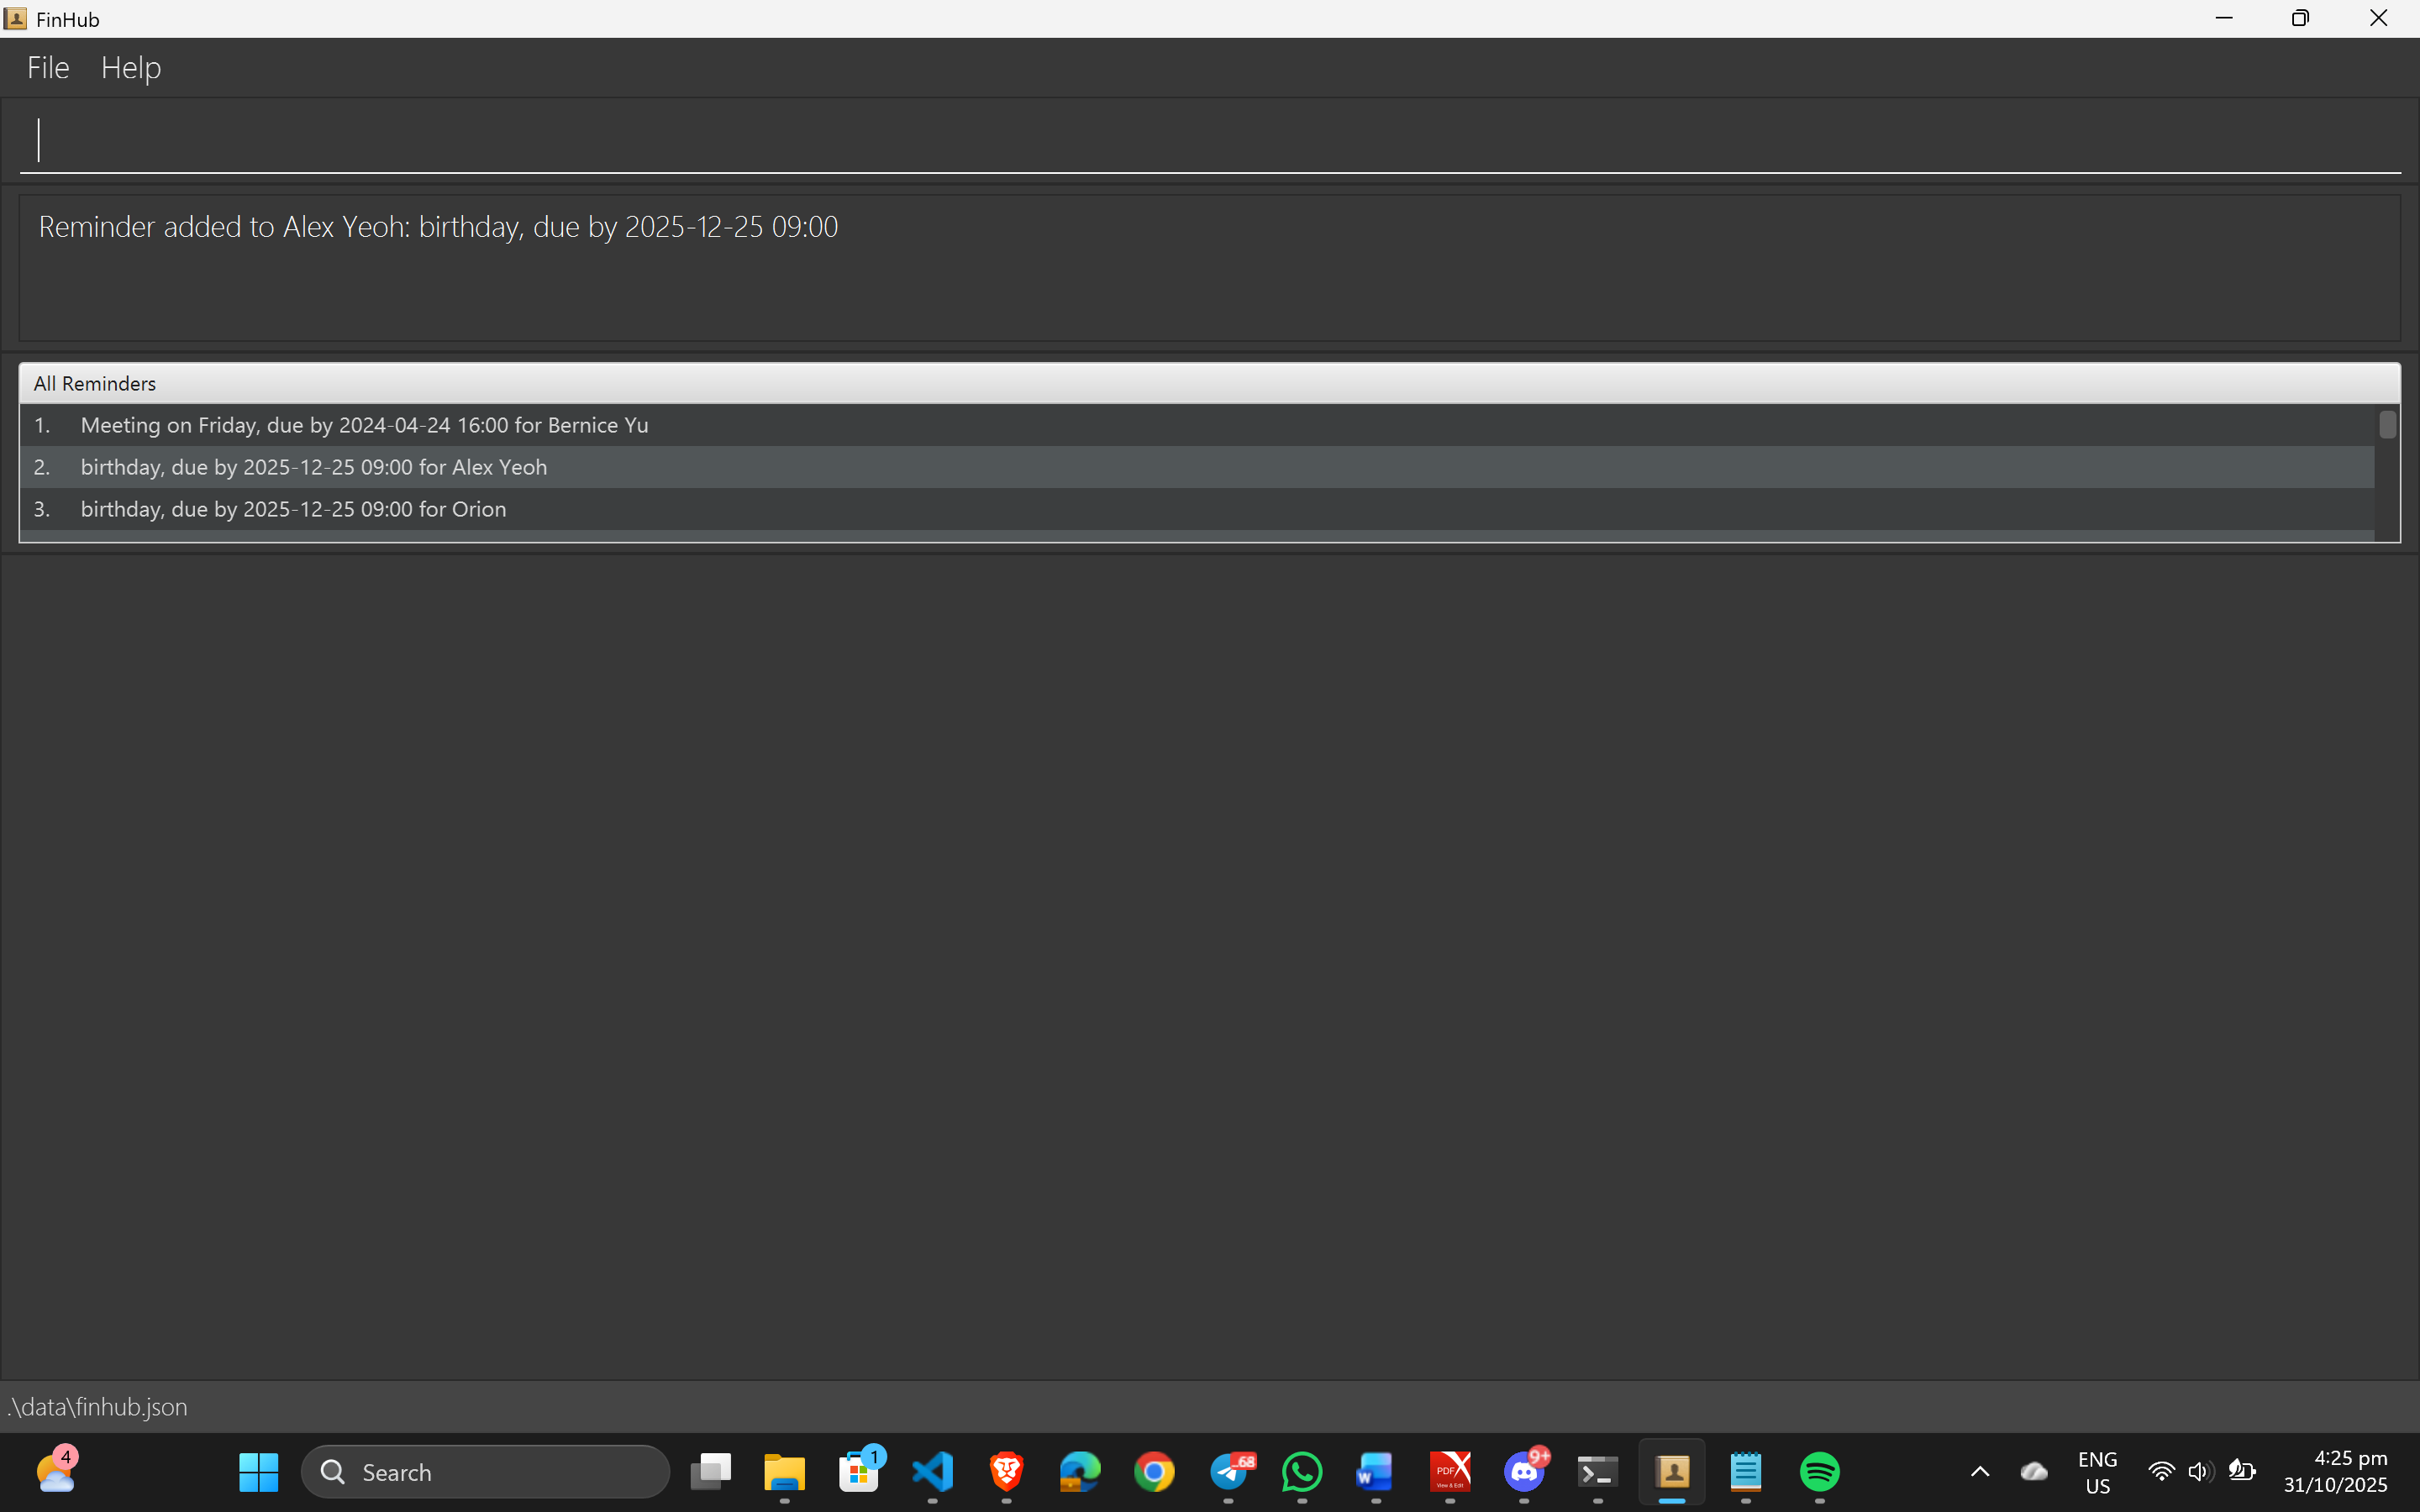 FinHub
File Help
Reminder added to Alex Yeoh: birthday, due by 2025-12-25 09:00
All Reminders
1. Meeting on Friday, due by 2024-04-24 16:00 for Bernice Yu
2. birthday, due by 2025-12-25 09:00 for Alex Yeoh
3. birthday, due by 2025-12-25 09:00 for Orion
.\data\finhub.json
4
Search
1
68
W
PDF
View & Edit
9+
ENG
US
4:25 pm
31/10/2025